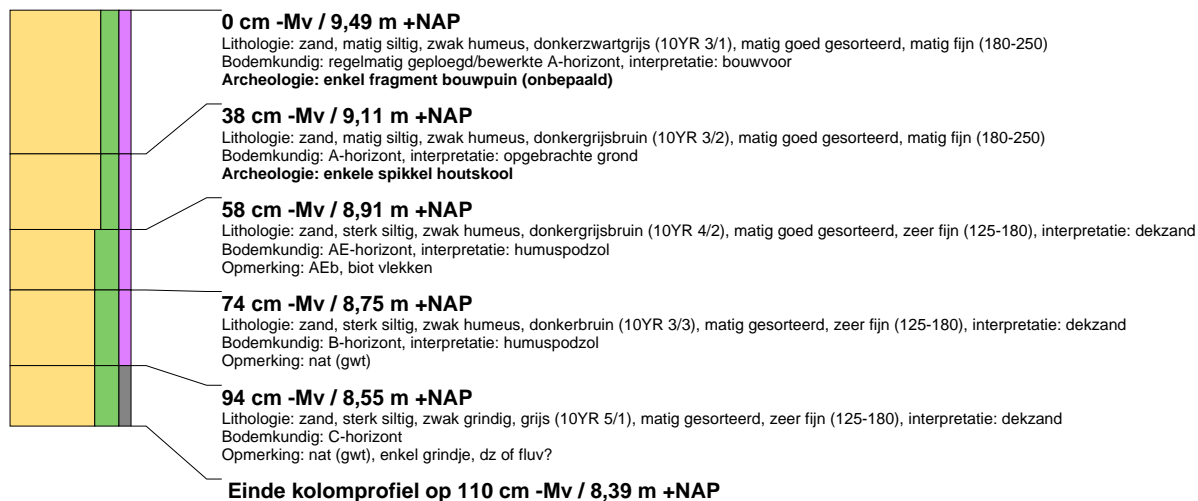 0 cm -Mv / 9,49 m +NAP
Lithologie: zand, matig siltig, zwak humeus, donkerzwartgrijs (10YR 3/1), matig goed gesorteerd, matig fijn (180-250)
Bodemkundig: regelmatig geploegd/bewerkte A-horizont, interpretatie: bouwvoor
Archeologie: enkel fragment bouwpuin (onbepaald)
38 cm -Mv / 9,11 m +NAP
Lithologie: zand, matig siltig, zwak humeus, donkergrijsbruin (10YR 3/2), matig goed gesorteerd, matig fijn (180-250)
Bodemkundig: A-horizont, interpretatie: opgebrachte grond
Archeologie: enkele spikkel houtskool
58 cm -Mv / 8,91 m +NAP
Lithologie: zand, sterk siltig, zwak humeus, donkergrijsbruin (10YR 4/2), matig goed gesorteerd, zeer fijn (125-180), interpretatie: dekzand
Bodemkundig: AE-horizont, interpretatie: humuspodzol
Opmerking: AEb, biot vlekken
74 cm -Mv / 8,75 m +NAP
Lithologie: zand, sterk siltig, zwak humeus, donkerbruin (10YR 3/3), matig gesorteerd, zeer fijn (125-180), interpretatie: dekzand
Bodemkundig: B-horizont, interpretatie: humuspodzol
Opmerking: nat (gwt)
94 cm -Mv / 8,55 m +NAP
Lithologie: zand, sterk siltig, zwak grindig, grijs (10YR 5/1), matig gesorteerd, zeer fijn (125-180), interpretatie: dekzand
Bodemkundig: C-horizont
Opmerking: nat (gwt), enkel grindje, dz of fluv?
Einde kolomprofiel op 110 cm -Mv / 8,39 m +NAP